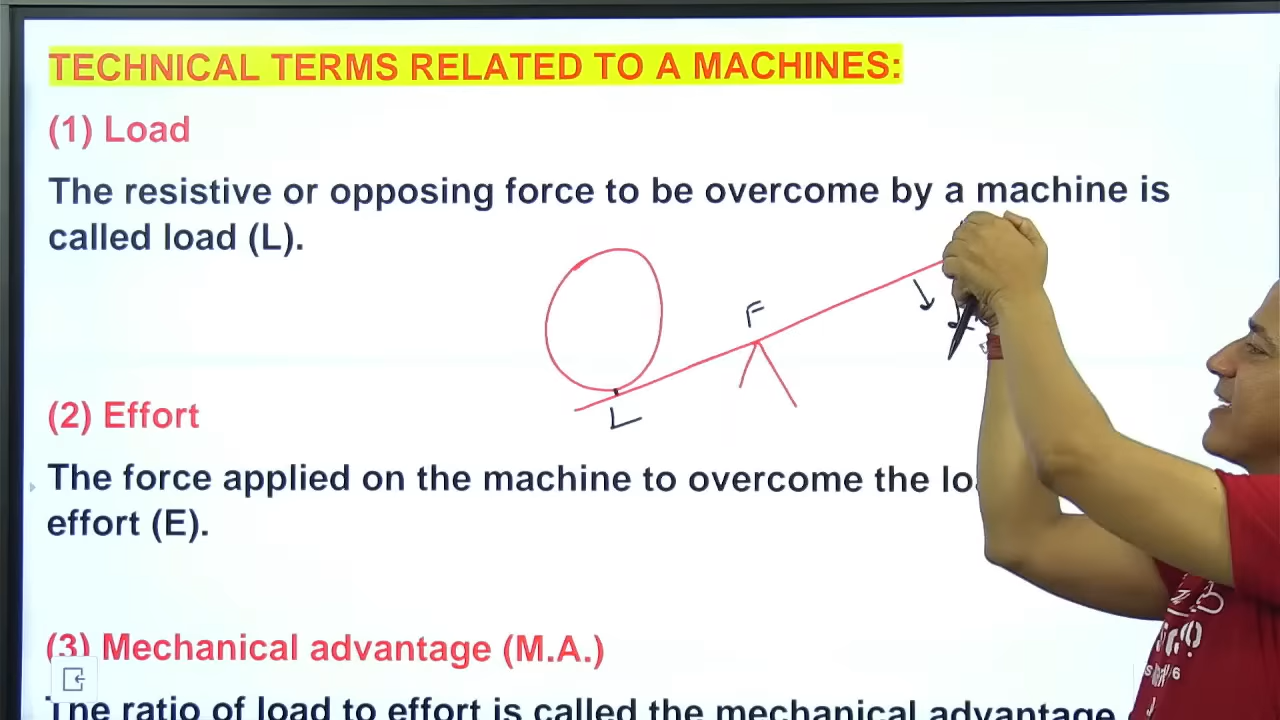 TECHNICAL TERMS RELATED TO A MACHINES:
(1) Load
The resistive or opposing force to be overcome by a machine is
called load (L).
F
L
(2) Effort
The force applied on the machine to overcome the
effort (E).
(3) Mechanical advantage (M.A.)
The ratio of load to effort is called the mechanical advantage